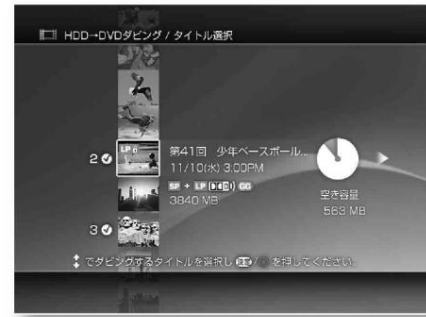 HDD→DVDダビング / タイトル選択
LP
2
第41回 少年ベースボール...
11/10(水) 3:00PM
SP + LP GG
3840 MB
空き容量
563 MB
3
でダビングするタイトルを選択し / を押してください